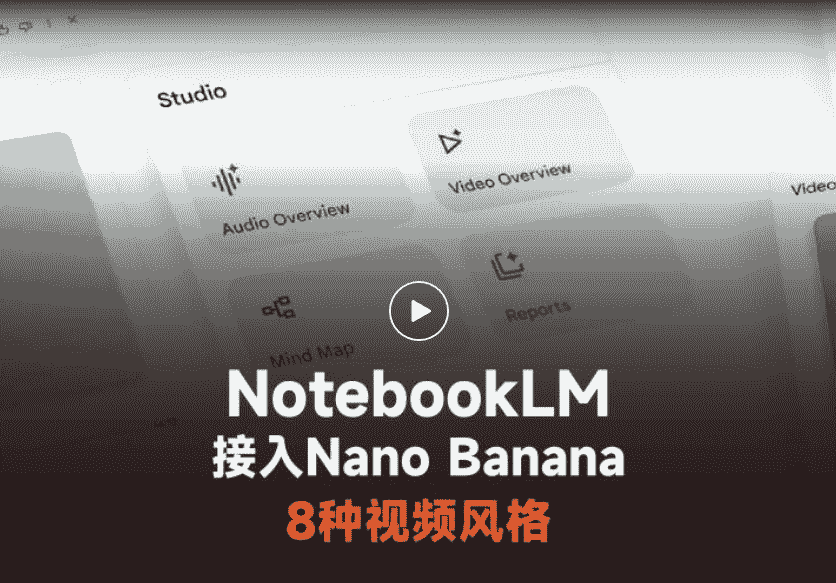 Studio
Audio Overview
Video Overview
Video
Mind Map
Reports
NotebookLM
接入Nano Banana
8种视频风格